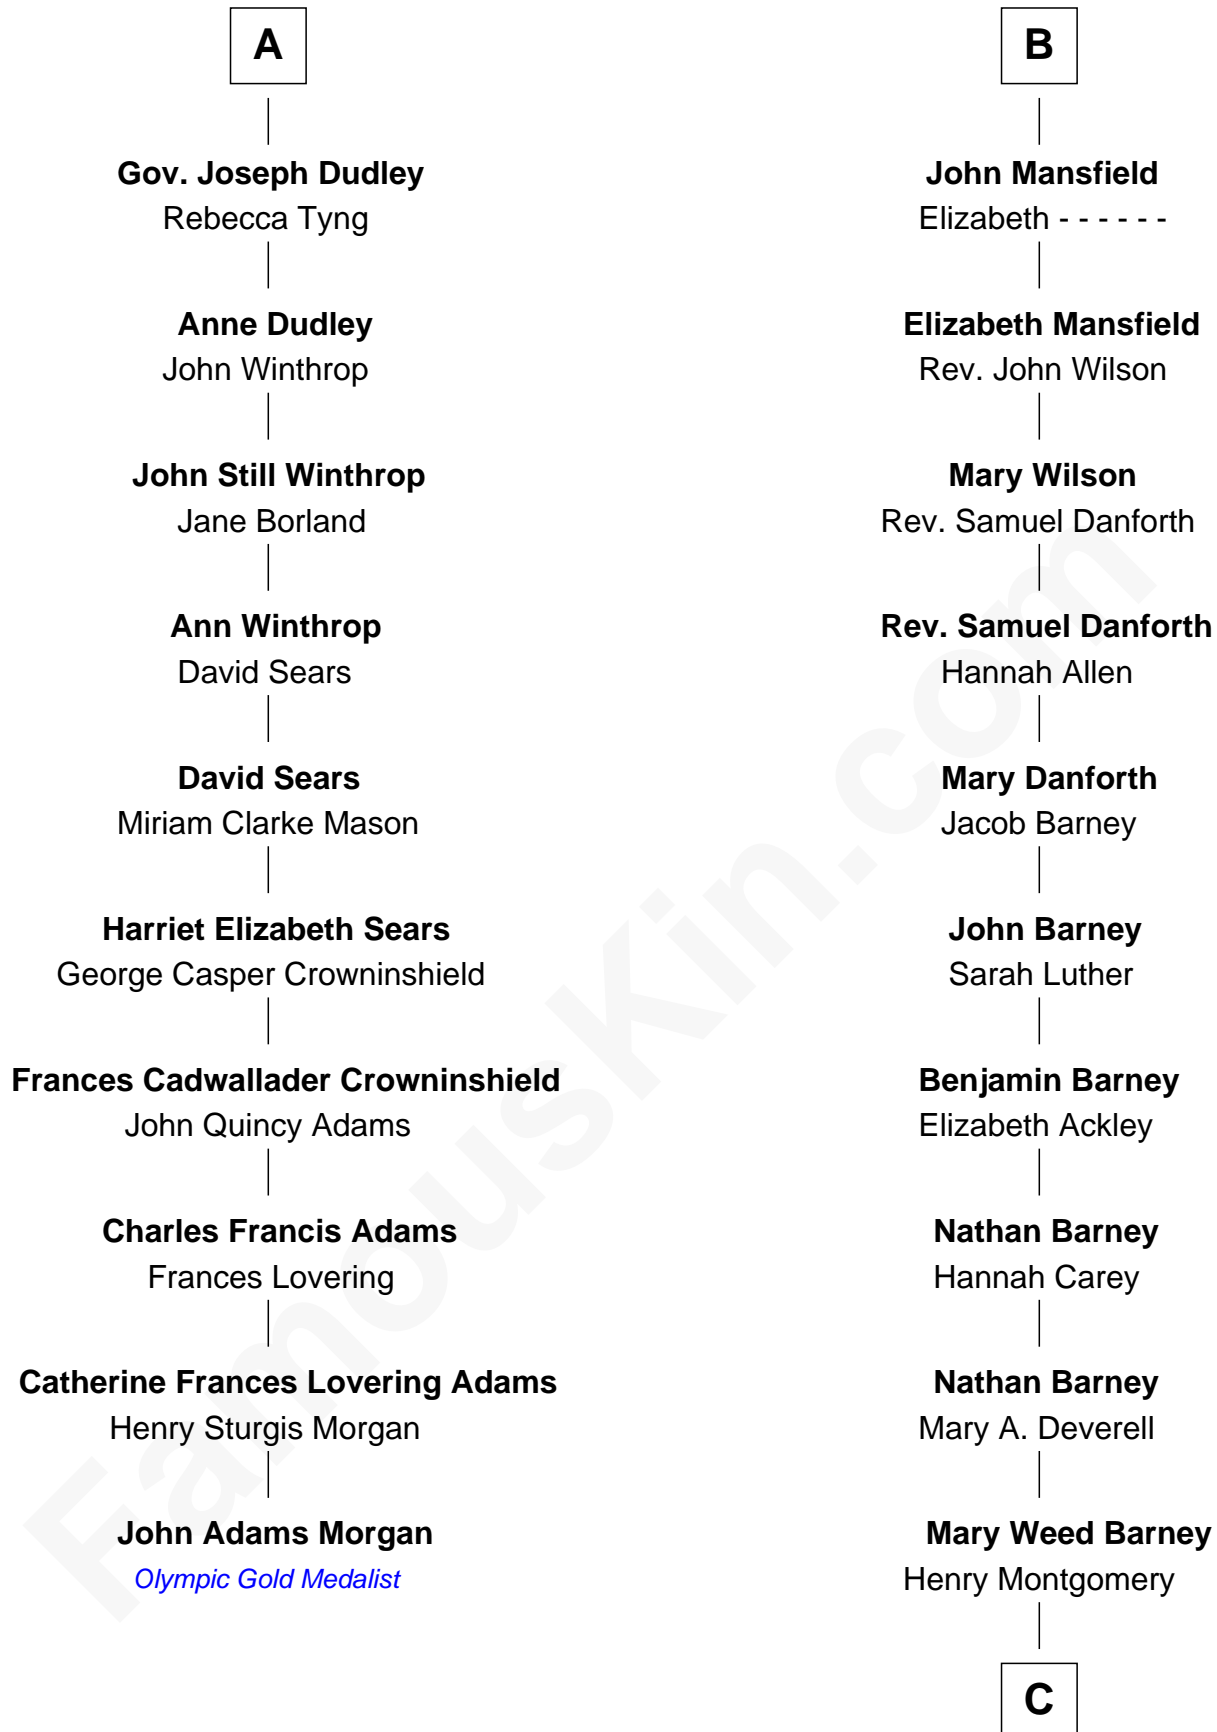 A
Gov. Joseph Dudley
Rebecca Tyng
Anne Dudley
John Winthrop
John Still Winthrop
Jane Borland
Ann Winthrop
David Sears
David Sears
Miriam Clarke Mason
Harriet Elizabeth Sears
George Casper Crowninshield
Frances Cadwallader Crowninshield
John Quincy Adams
Charles Francis Adams
Frances Lovering
Catherine Frances Lovering Adams
Henry Sturgis Morgan
John Adams Morgan
Olympic Gold Medalist
B
John Mansfield
Elizabeth - - - - - -
Elizabeth Mansfield
Rev. John Wilson
Mary Wilson
Rev. Samuel Danforth
Rev. Samuel Danforth
Hannah Allen
Mary Danforth
Jacob Barney
John Barney
Sarah Luther
Benjamin Barney
Elizabeth Ackley
Nathan Barney
Hannah Carey
Nathan Barney
Mary A. Deverell
Mary Weed Barney
Henry Montgomery
C
FamousKin.com